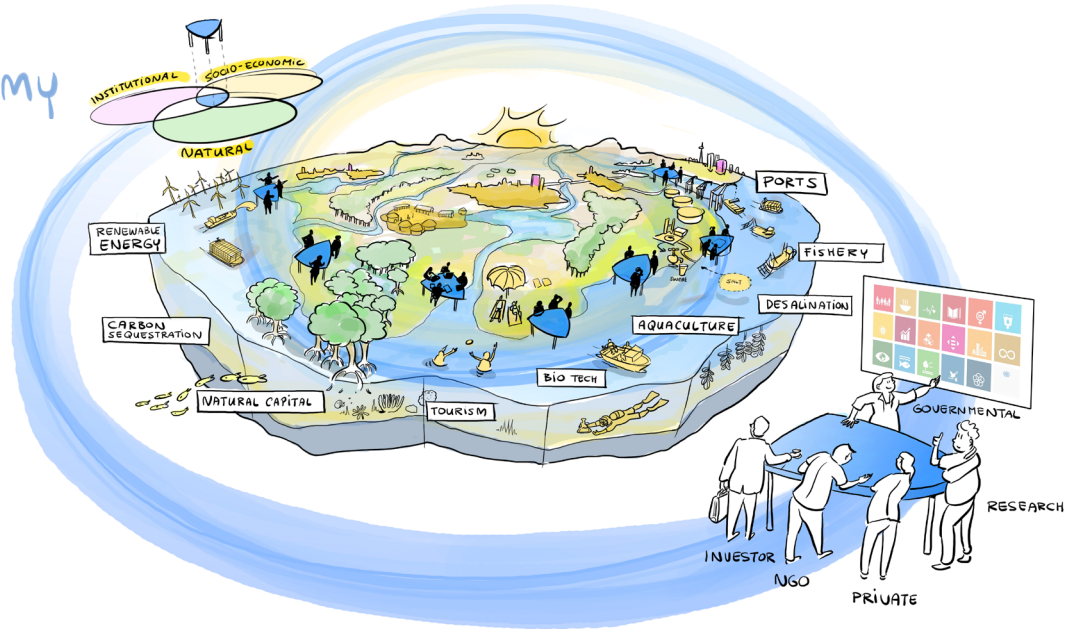 MY
INSTITUTIONAL
SOCIO-ECONOMIC
NATURAL
PORTS
RENEWABLE
ENERGY
FISHERY
SALT
DESALINATION
CARBON
SEQUESTRATION
AQUACULTURE
BIO TECH
NATURAL CAPITAL
TOURISM
GOVERNMENTAL
RESEARCH
INVESTOR
NGO
PRIVATE